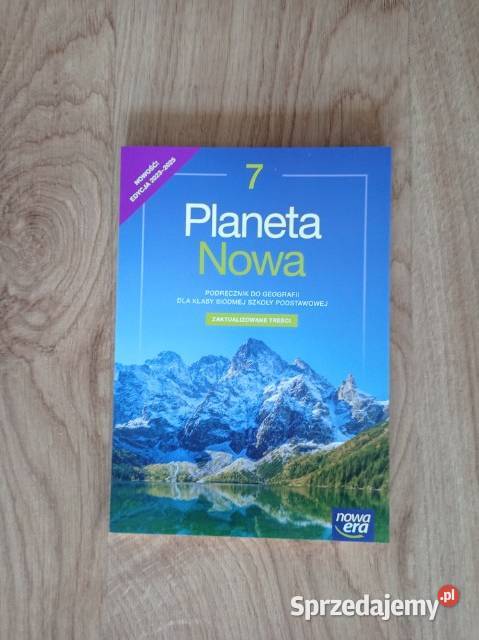 NOWOŚĆ!
EDYCJA 2023–2025
7
Planeta
Nowa
PODRĘCZNIK DO GEOGRAFII
DLA KLASY SIÓDMEJ SZKOŁY PODSTAWOWEJ
ZAKTUALIZOWANE TREŚCI
nowa
era
Sprzedajemy.pl